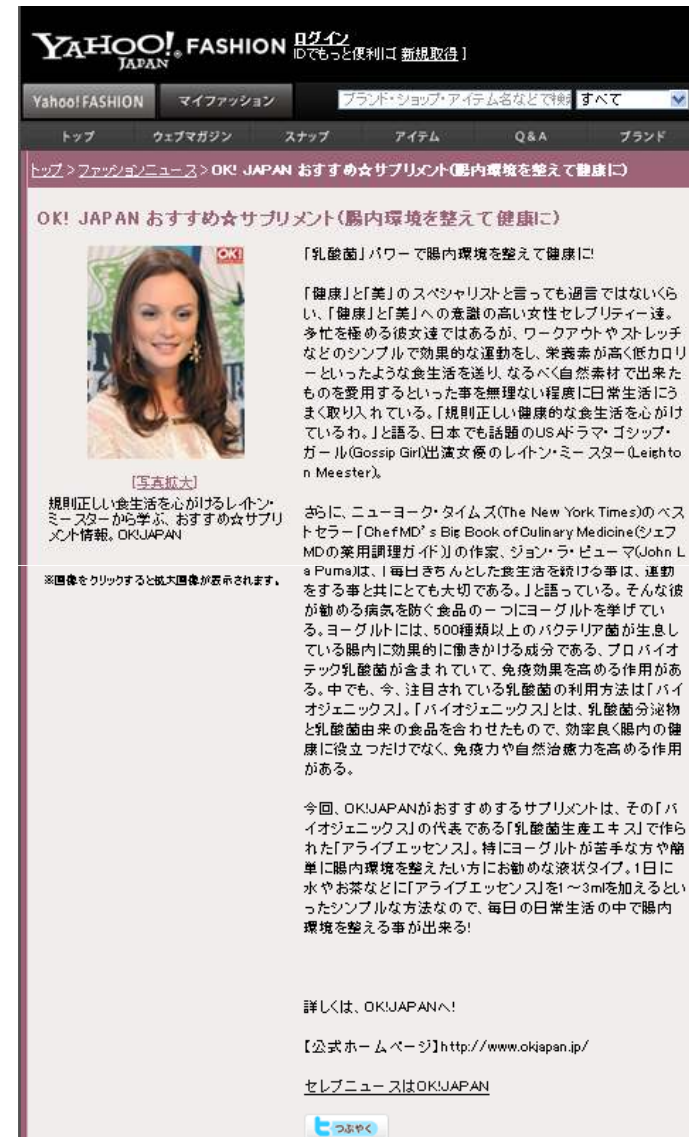 YAHOO! FASHION
JAPAN
ログイン
IDでもっと便利に[ 新規取得 ]
Yahoo! FASHION マイファッション ブランド・ショップ・アイテム名などで検 すべて
トップ ウェブマガジン スナップ アイテム Q&A ブランド
トップ > ファッションニュース > OK! JAPAN おすすめ☆サプリメント(腸内環境を整えて健康に)
OK! JAPAN おすすめ☆サプリメント(腸内環境を整えて健康に)
OK!
[写真拡大]
規則正しい食生活を心がけるレイトン・
ミースターから学ぶ、おすすめ☆サプリ
メント情報。OK!JAPAN
※画像をクリックすると拡大画像が表示されます。
「乳酸菌」パワーで腸内環境を整えて健康に!
「健康」と「美」のスペシャリストと言っても過言ではないくら
い、「健康」と「美」への意識の高い女性セレブリティー達。
多忙を極める彼女達ではあるが、ワークアウトやストレッチ
などのシンプルで効果的な運動をし、栄養素が高く低カロリ
ーといったような食生活を送り、なるべく自然素材で出来た
ものを愛用するといった事を無理ない程度に日常生活にう
まく取り入れている。「規則正しい健康的な食生活を心がけ
ているわ。」と語る、日本でも話題のUSAドラマ・ゴシップ・
ガール(Gossip Girl)出演女優のレイトン・ミースター(Leighto
n Meester)。
さらに、ニューヨーク・タイムズ(The New York Times)のベス
トセラー「ChefMD's Big Book of Culinary Medicine(シェフ
MDの薬用調理ガイド)」の作家、ジョン・ラ・ピューマ(John L
a Puma)は、「毎日きちんとした食生活を続ける事は、運動
をする事と共にとても大切である。」と語っている。そんな彼
が勧める病気を防ぐ食品の一つにヨーグルトを挙げてい
る。ヨーグルトには、500種類以上のバクテリア菌が生息し
ている腸内に効果的に働きかける成分である、プロバイオ
テック乳酸菌が含まれていて、免疫効果を高める作用があ
る。中でも、今、注目されている乳酸菌の利用方法は「バイ
オジェニックス」。「バイオジェニックス」とは、乳酸菌分泌物
と乳酸菌由来の食品を合わせたもので、効率良く腸内の健
康に役立つだけでなく、免疫力や自然治癒力を高める作用
がある。
今回、OK!JAPANがおすすめするサプリメントは、その「バ
イオジェニックス」の代表である「乳酸菌生産エキス」で作ら
れた「アライブエッセンス」。特にヨーグルトが苦手な方や簡
単に腸内環境を整えたい方にお勧めな液状タイプ。1日に
水やお茶などに「アライブエッセンス」を1～3mlを加えるとい
ったシンプルな方法なので、毎日の日常生活の中で腸内
環境を整える事が出来る!
詳しくは、OK!JAPANへ!
【公式ホームページ】http://www.okjapan.jp/
セレブニュースはOK!JAPAN
つぶやく